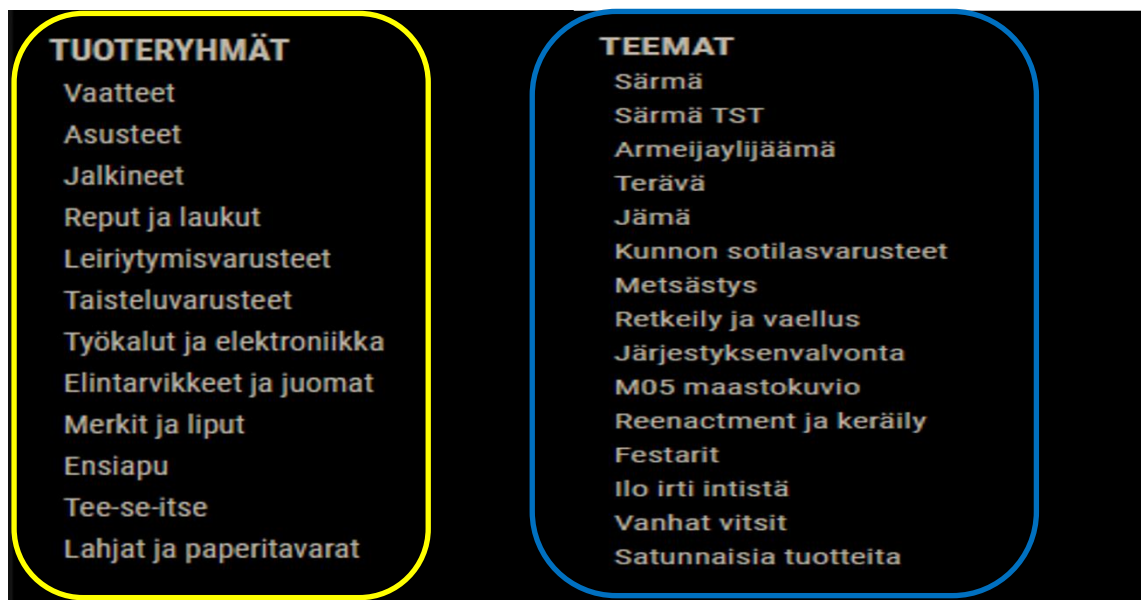 TUOTERYHMÄT
Vaatteet
Asusteet
Jalkineet
Reput ja laukut
Leiriytymisvarusteet
Taisteluvarusteet
Työkalut ja elektroniikka
Elintarvikkeet ja juomat
Merkit ja liput
Ensiapu
Tee-se-itse
Lahjat ja paperitavarat
TEEMAT
Särmä
Särmä TST
Armeijaylijäämä
Terävä
Jämä
Kunnon sotilasvarusteet
Metsästys
Retkeily ja vaellus
Järjestyksenvalvonta
M05 maastokuvio
Reenactment ja keräily
Festarit
Ilo irti intistä
Vanhat vitsit
Satunnaisia tuotteita